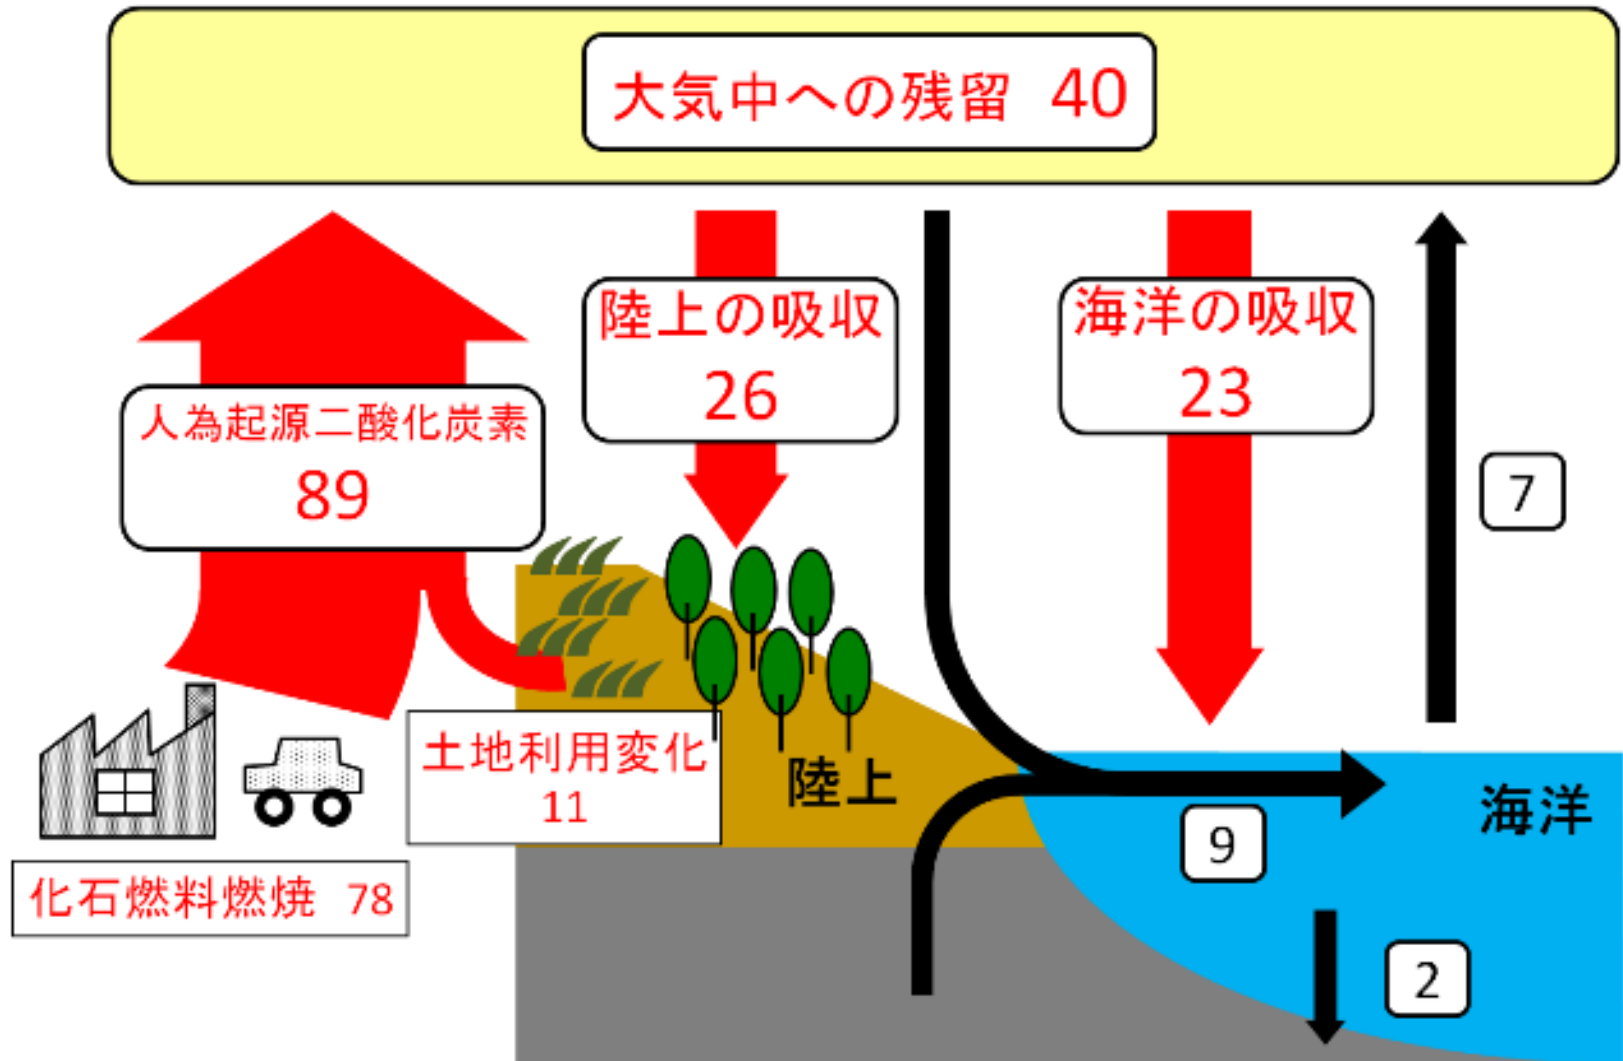 大気中への残留 40
陸上の吸収
26
海洋の吸収
23
人為起源二酸化炭素
89
7
土地利用変化
11
陸上
海洋
9
化石燃料燃焼 78
2